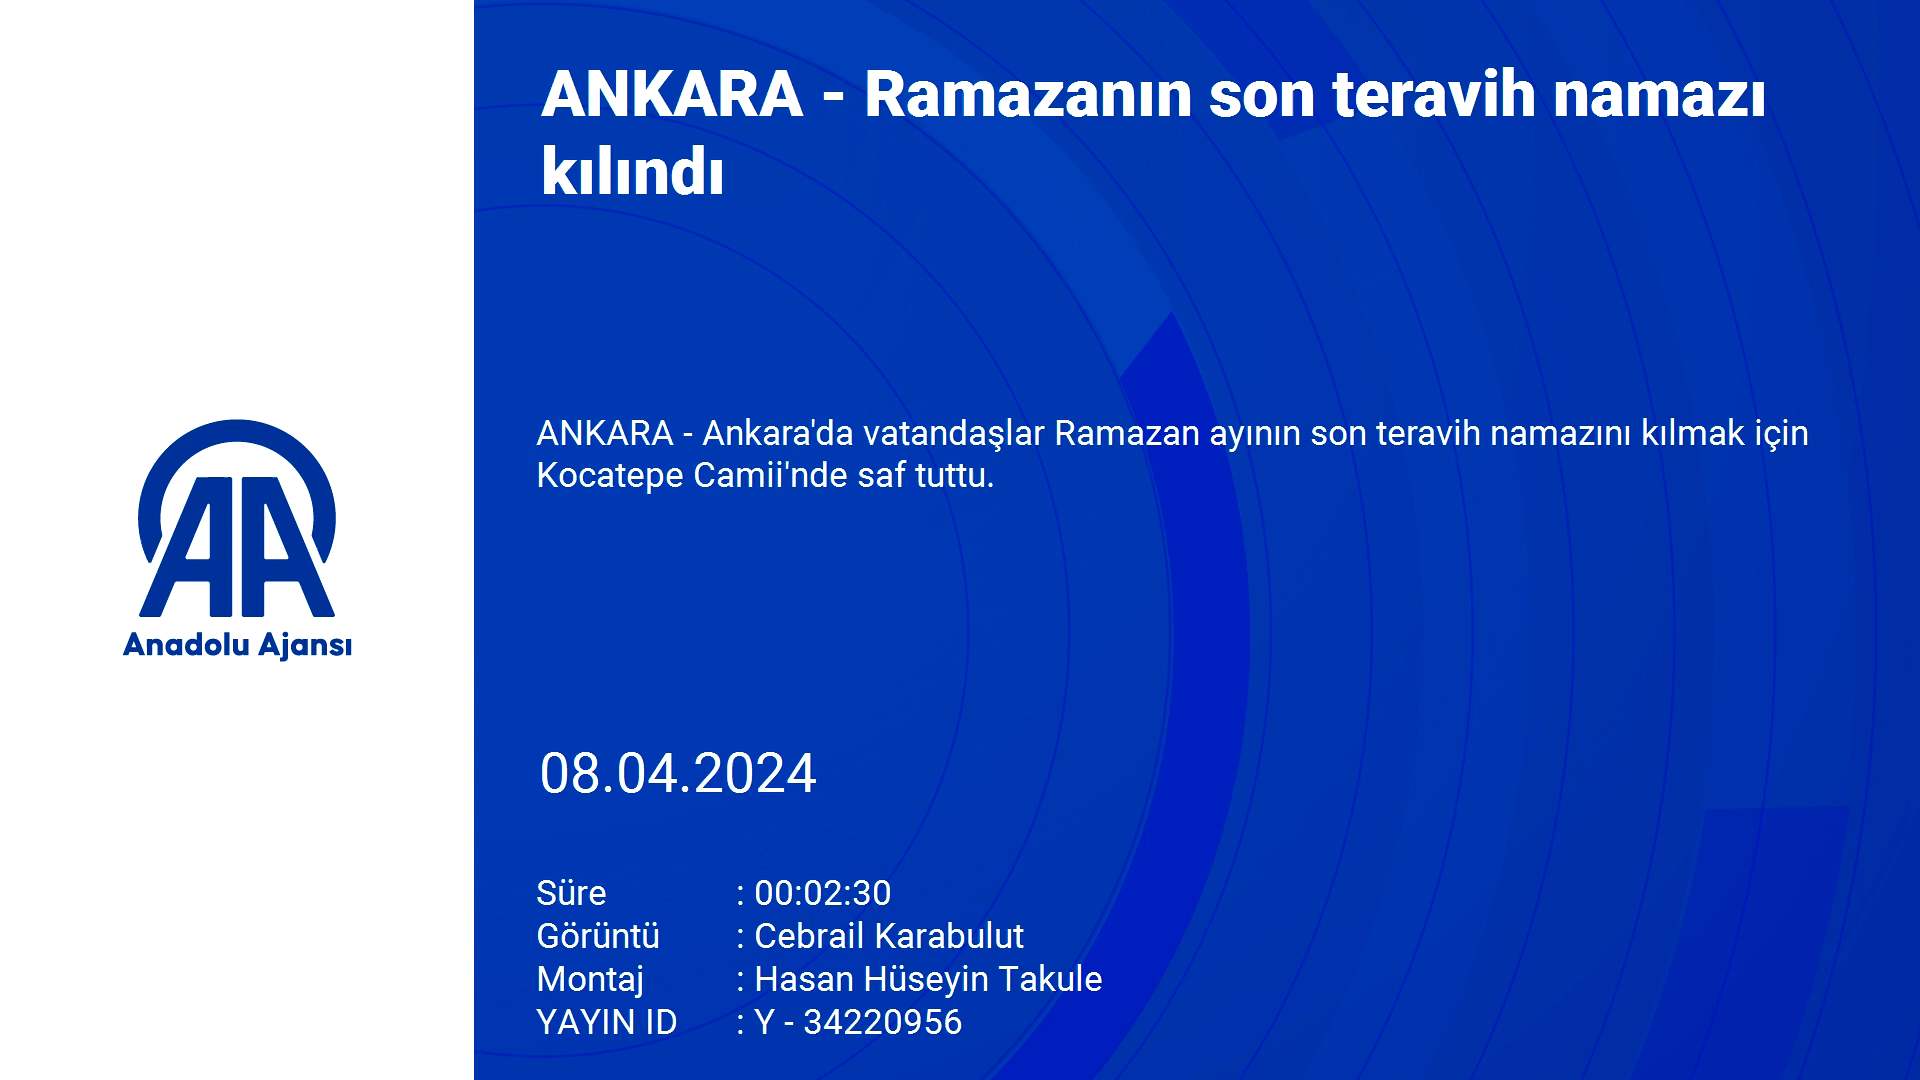 ANKARA - Ramazanın son teravih namazı
kılındı
ANKARA - Ankara'da vatandaşlar Ramazan ayının son teravih namazını kılmak için
Kocatepe Camii'nde saf tuttu.
AA
Anadolu Ajansı
08.04.2024
Süre : 00:02:30
Görüntü : Cebrail Karabulut
Montaj : Hasan Hüseyin Takule
YAYIN ID : Y - 34220956